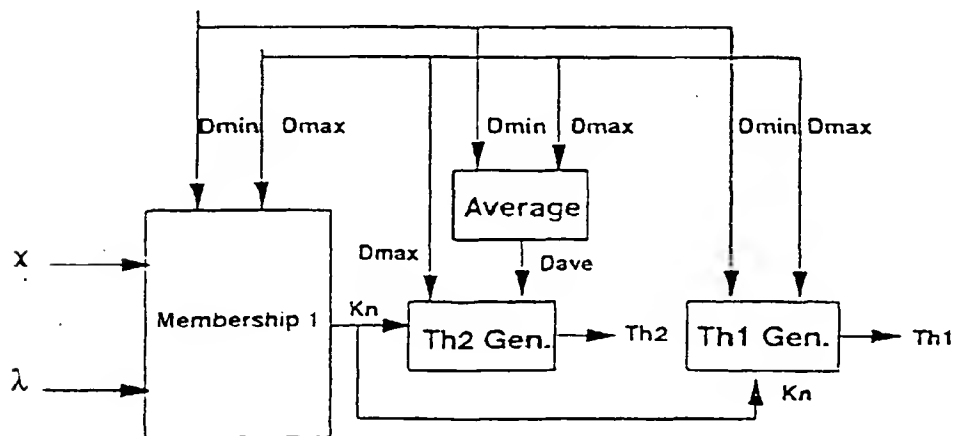 Dmin Dmax Dmin Dmax Dmin Dmax
Average
χ
Dmax Dave
Membership 1
Kn
Th2 Gen.
Th2
Th1 Gen.
Th1
λ
Kn